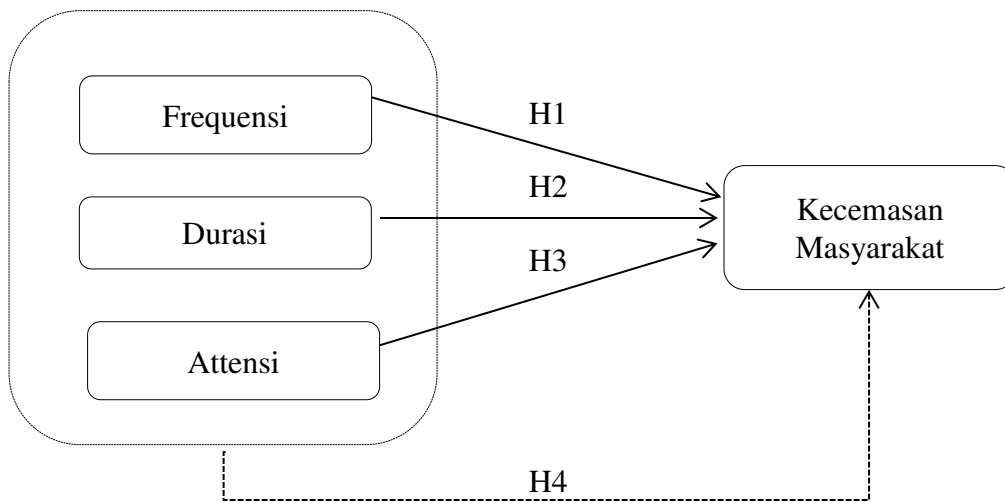 Frequensi
H1
Durasi
H2
Kecemasan
Masyarakat
H3
Attensi
H4